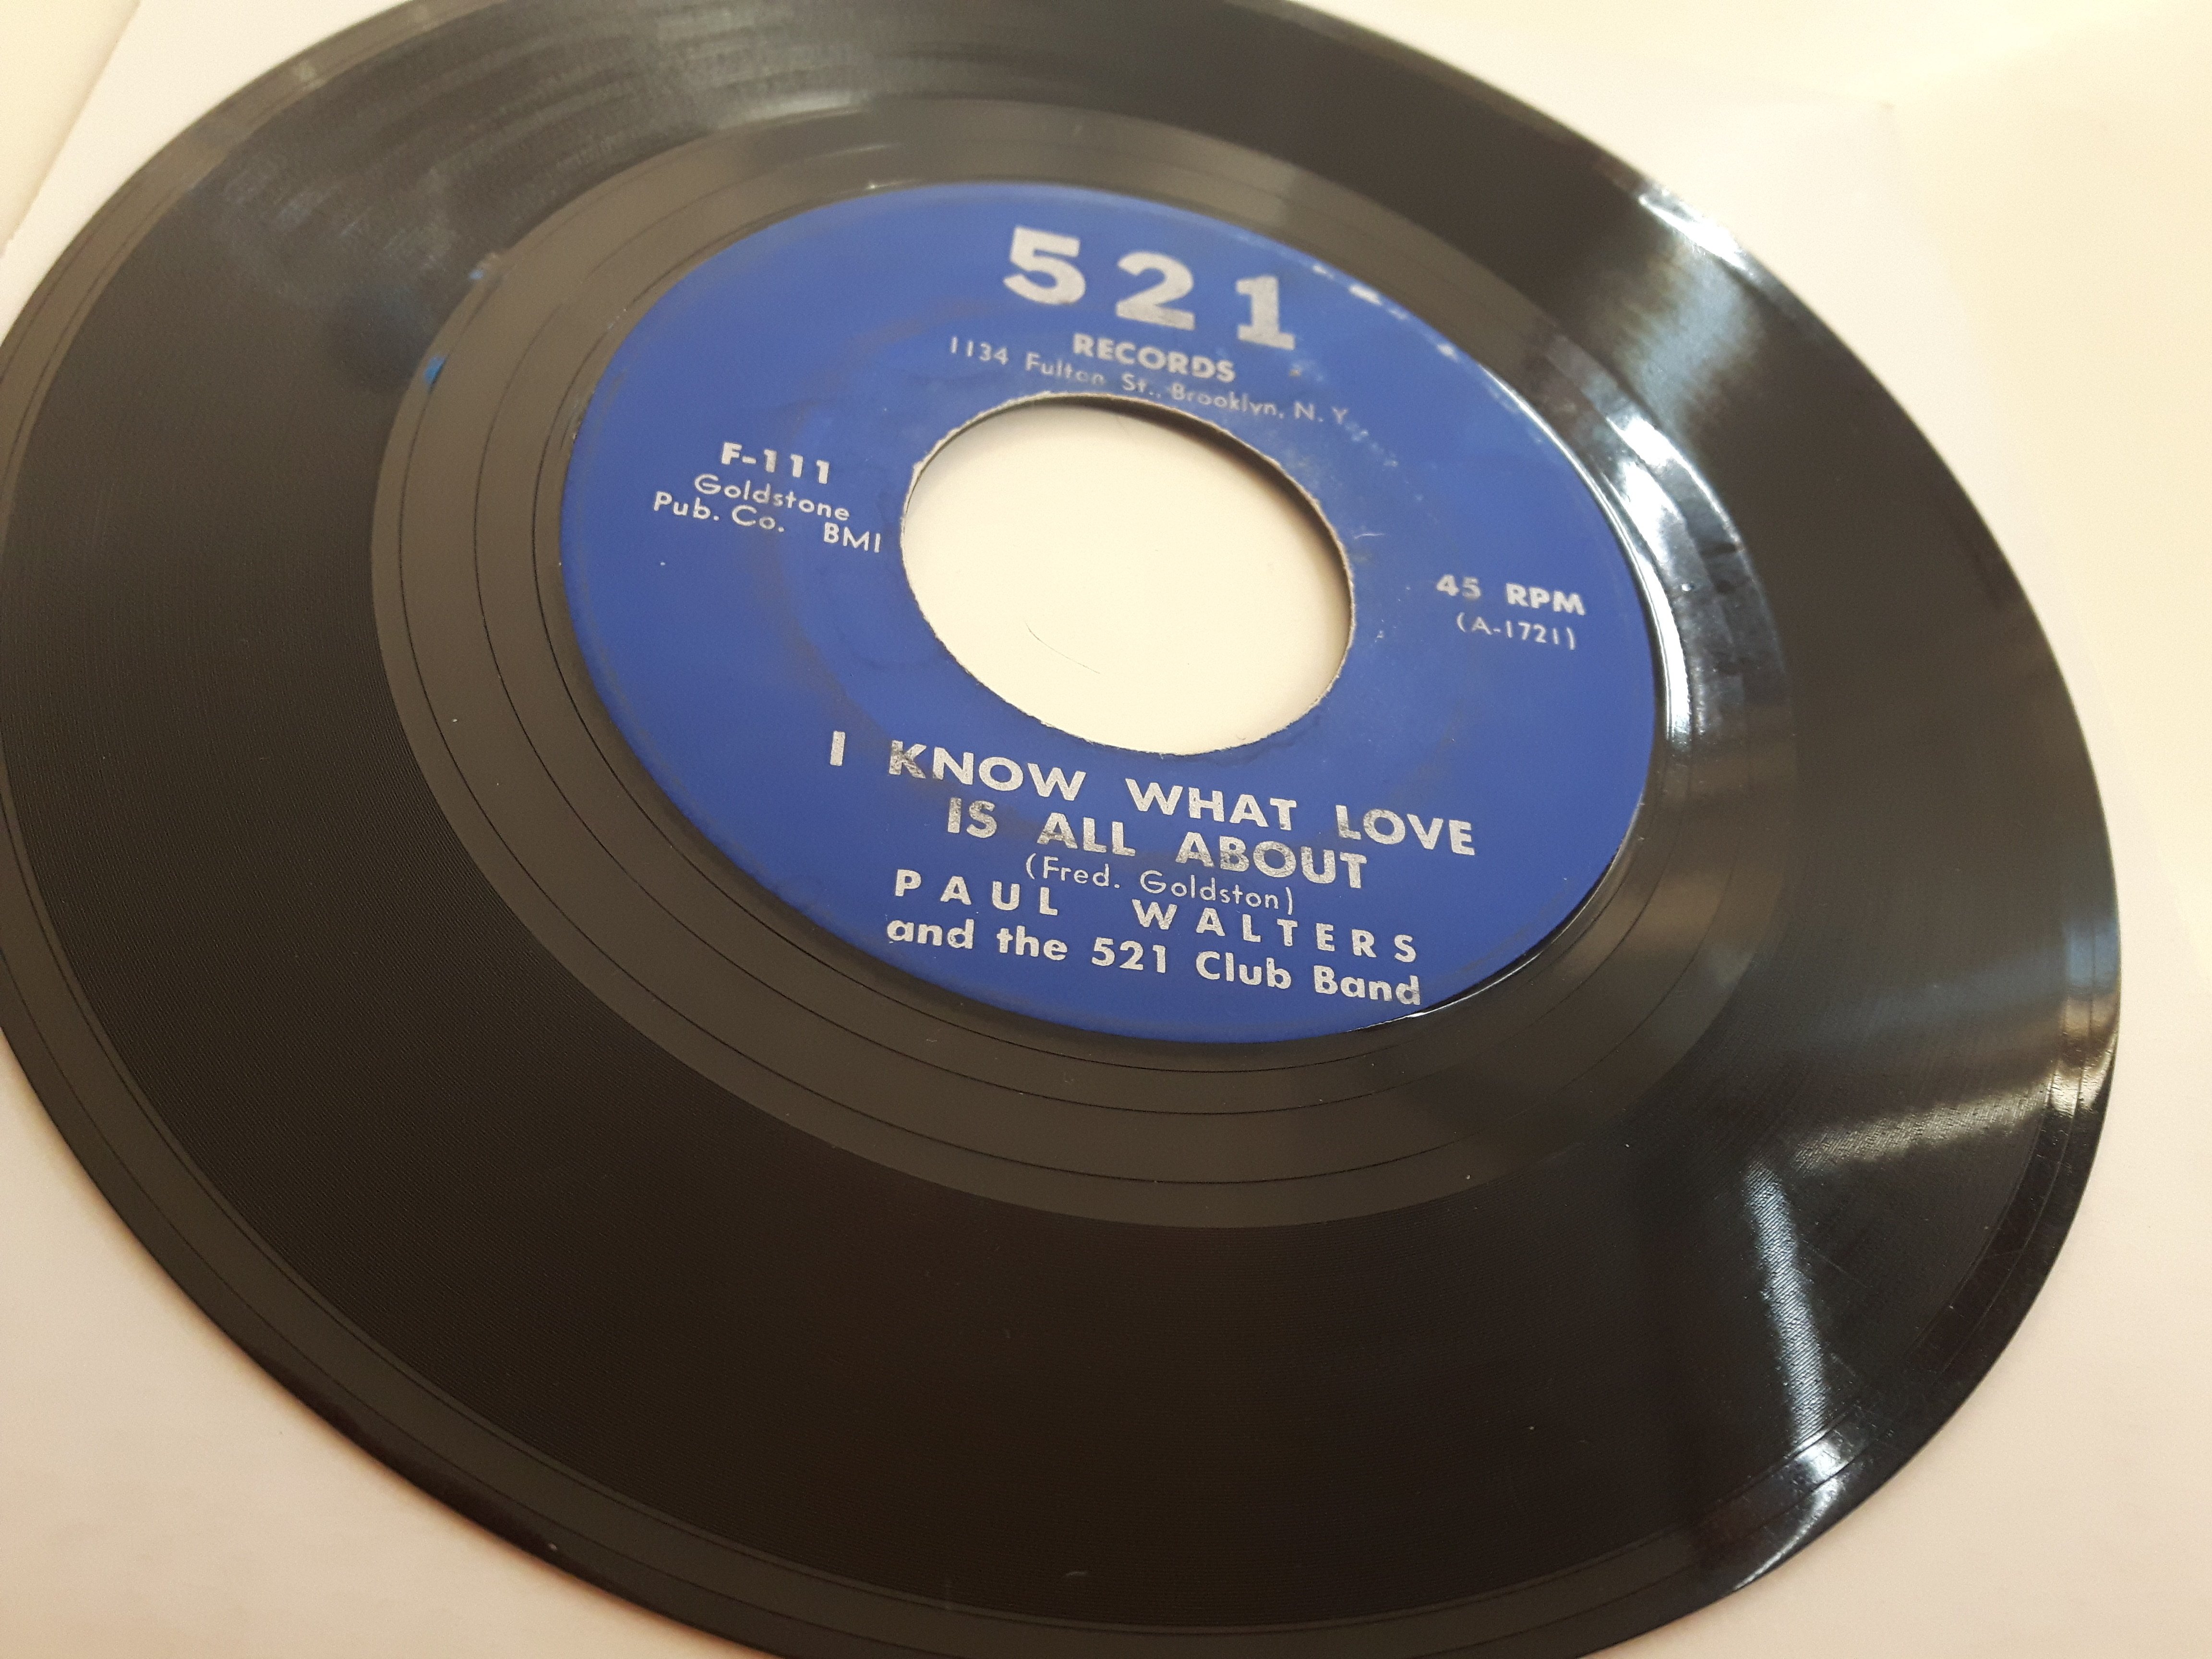 521
RECORDS
1134 Fulton St., Brooklyn, N. Y.
F-111
Goldstone
Pub. Co. BMI
45 RPM
(A-1721)
I KNOW WHAT LOVE
IS ALL ABOUT
(Fred. Goldston)
PAUL WALTERS
and the 521 Club Band